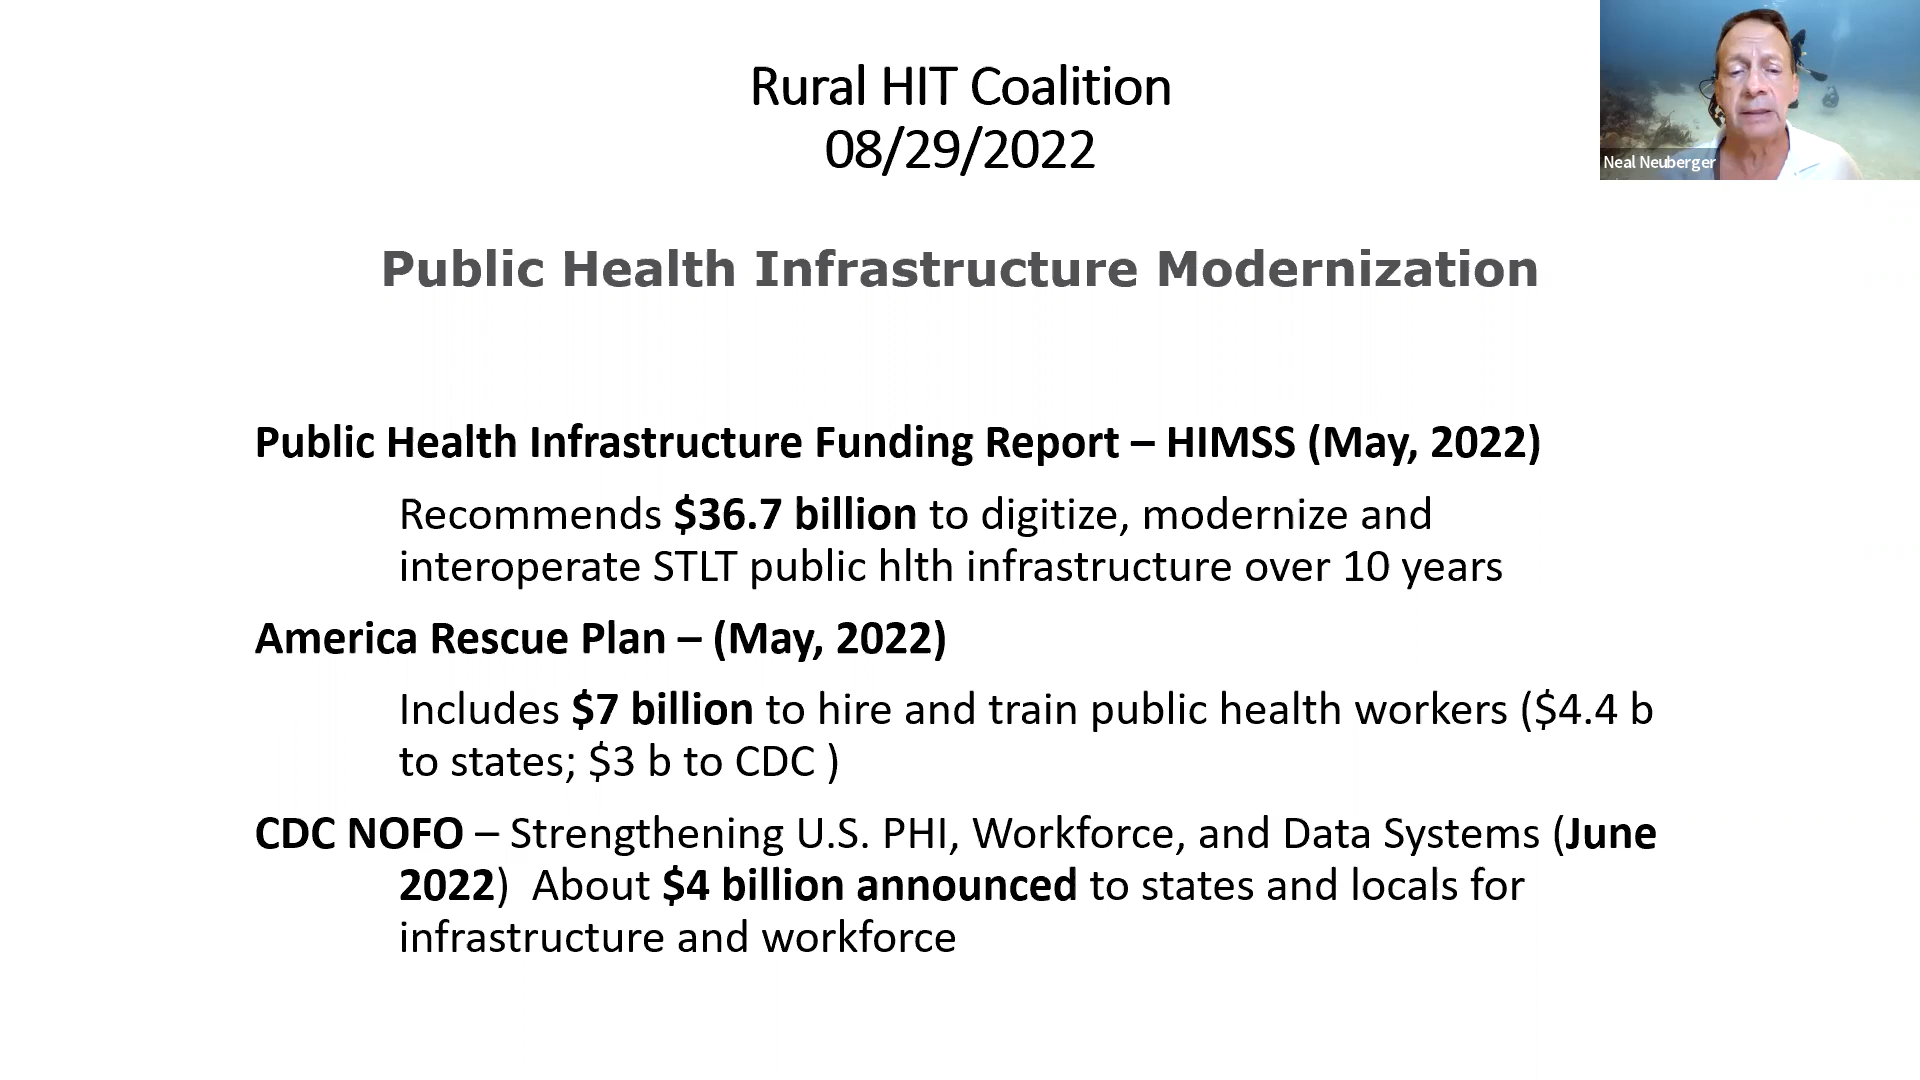 Rural HIT Coalition
08/29/2022
Neal Neuberger
Public Health Infrastructure Modernization
Public Health Infrastructure Funding Report – HIMSS (May, 2022)
Recommends $36.7 billion to digitize, modernize and
interoperate STLT public hlth infrastructure over 10 years
America Rescue Plan – (May, 2022)
Includes $7 billion to hire and train public health workers ($4.4 b
to states; $3 b to CDC )
CDC NOFO – Strengthening U.S. PHI, Workforce, and Data Systems (June
2022)  About $4 billion announced to states and locals for
infrastructure and workforce